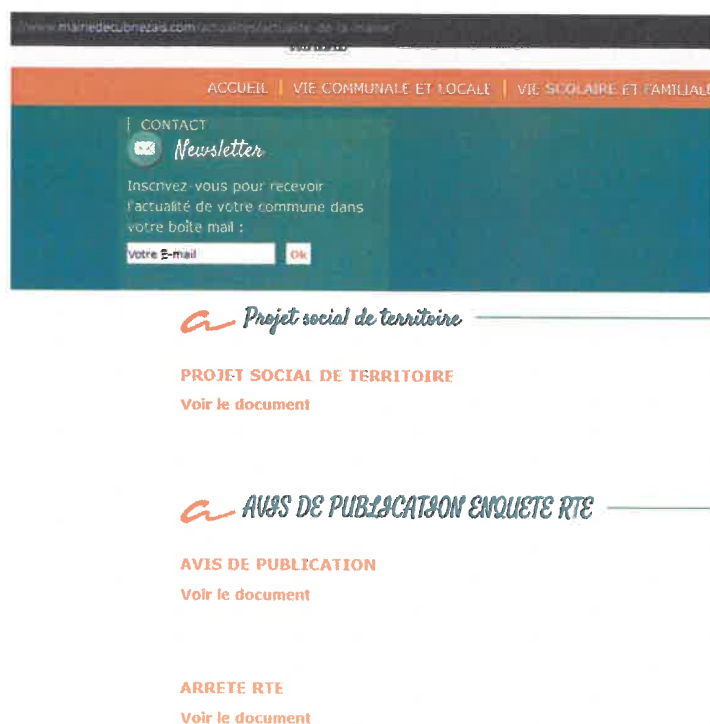 www.mairiedecubnezais.com/actualites/actualite-de-la-mairie/
ACCUEIL | VIE COMMUNALE ET LOCALE | VIE SCOLAIRE ET FAMILIALE
| CONTACT
Newsletter
Inscrivez-vous pour recevoir
l'actualité de votre commune dans
votre boîte mail :
Votre E-mail Ok
Projet social de territoire
PROJET SOCIAL DE TERRITOIRE
Voir le document
AVIS DE PUBLICATION ENQUETE RTE
AVIS DE PUBLICATION
Voir le document
ARRETE RTE
Voir le document